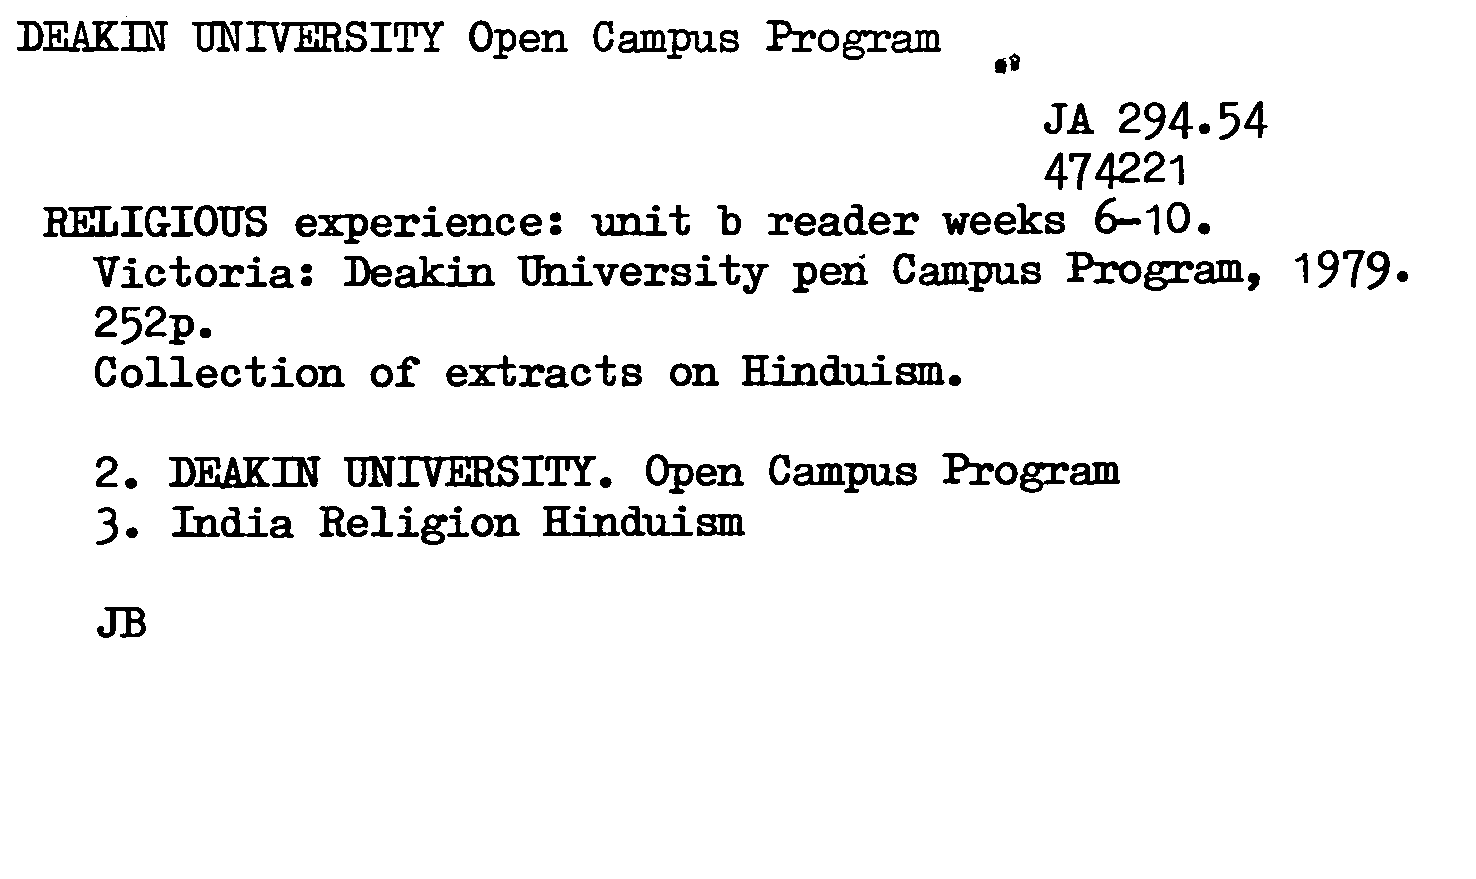 DEAKIN UNIVERSITY Open Campus Program
JA 294.54
474221
RELIGIOUS experience: unit b reader weeks 6-10.
Victoria: Deakin University pen Campus Program, 1979.
252p.
Collection of extracts on Hinduism.
2. DEAKIN UNIVERSITY. Open Campus Program
3. India Religion Hinduism
JB